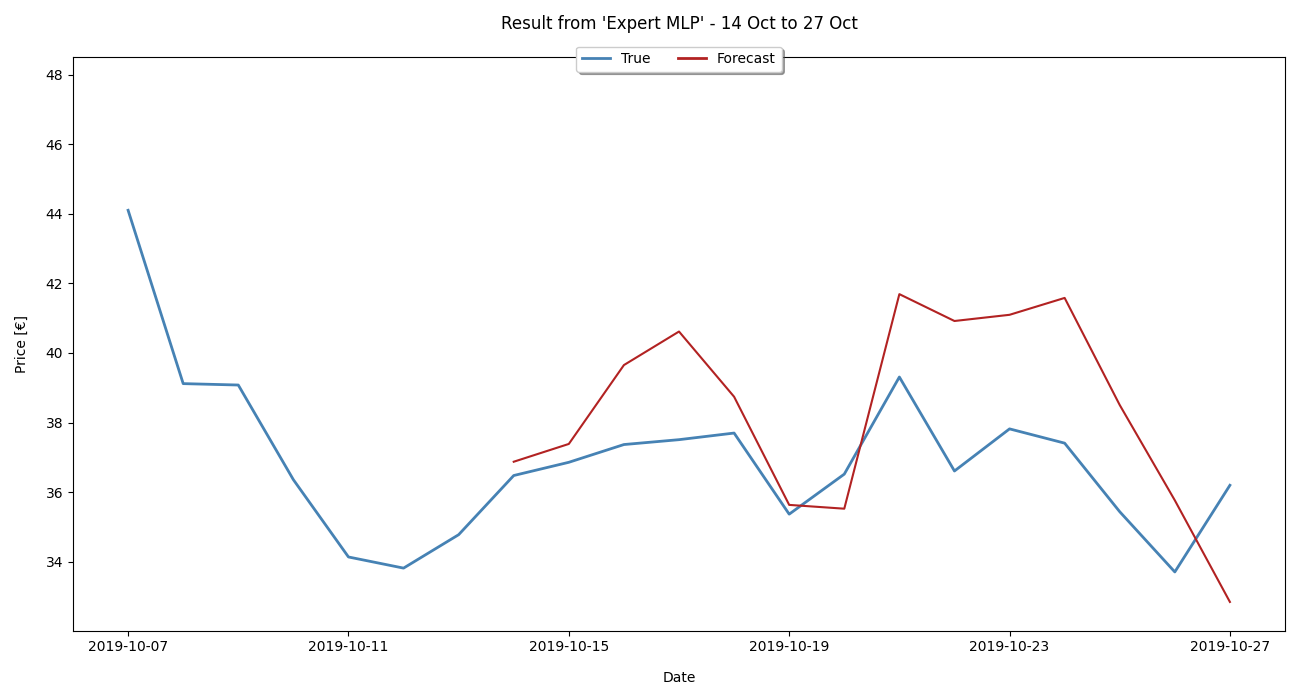 Result from 'Expert MLP' - 14 Oct to 27 Oct
True Forecast
48
46
44
42
40
38
36
34
Price [€]
2019-10-07 2019-10-11 2019-10-15 2019-10-19 2019-10-23 2019-10-27
Date